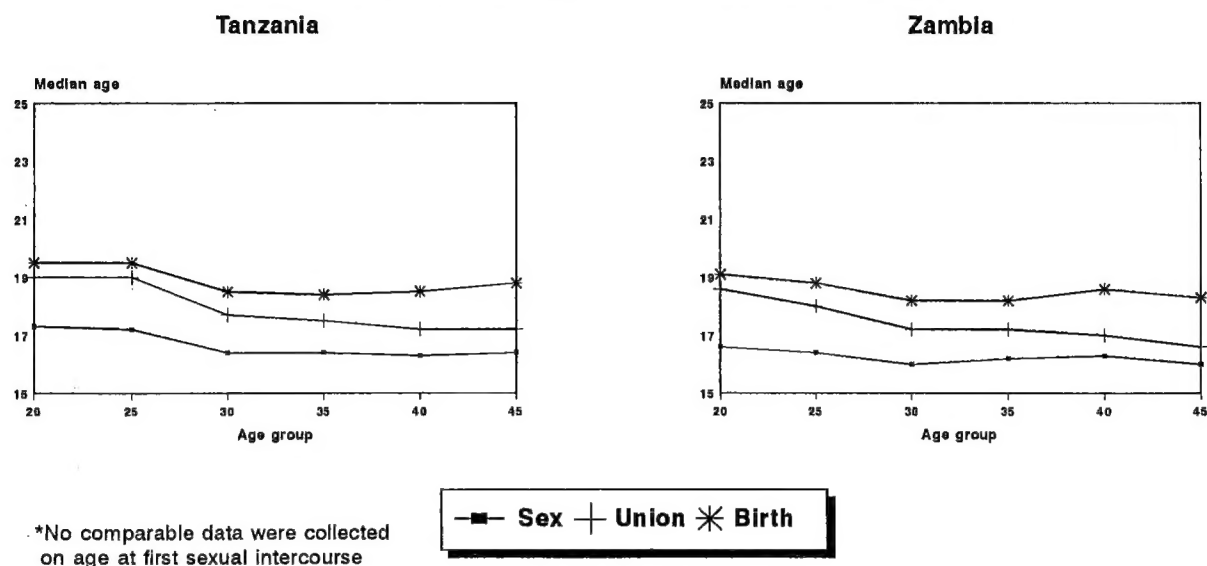 Tanzania
Median age
25
23
21
19
17
15
20 25 30 35 40 45
Age group
Zambia
Median age
25
23
21
19
17
15
20 25 30 35 40 45
Age group
*No comparable data were collected
on age at first sexual intercourse
Sex Union Birth